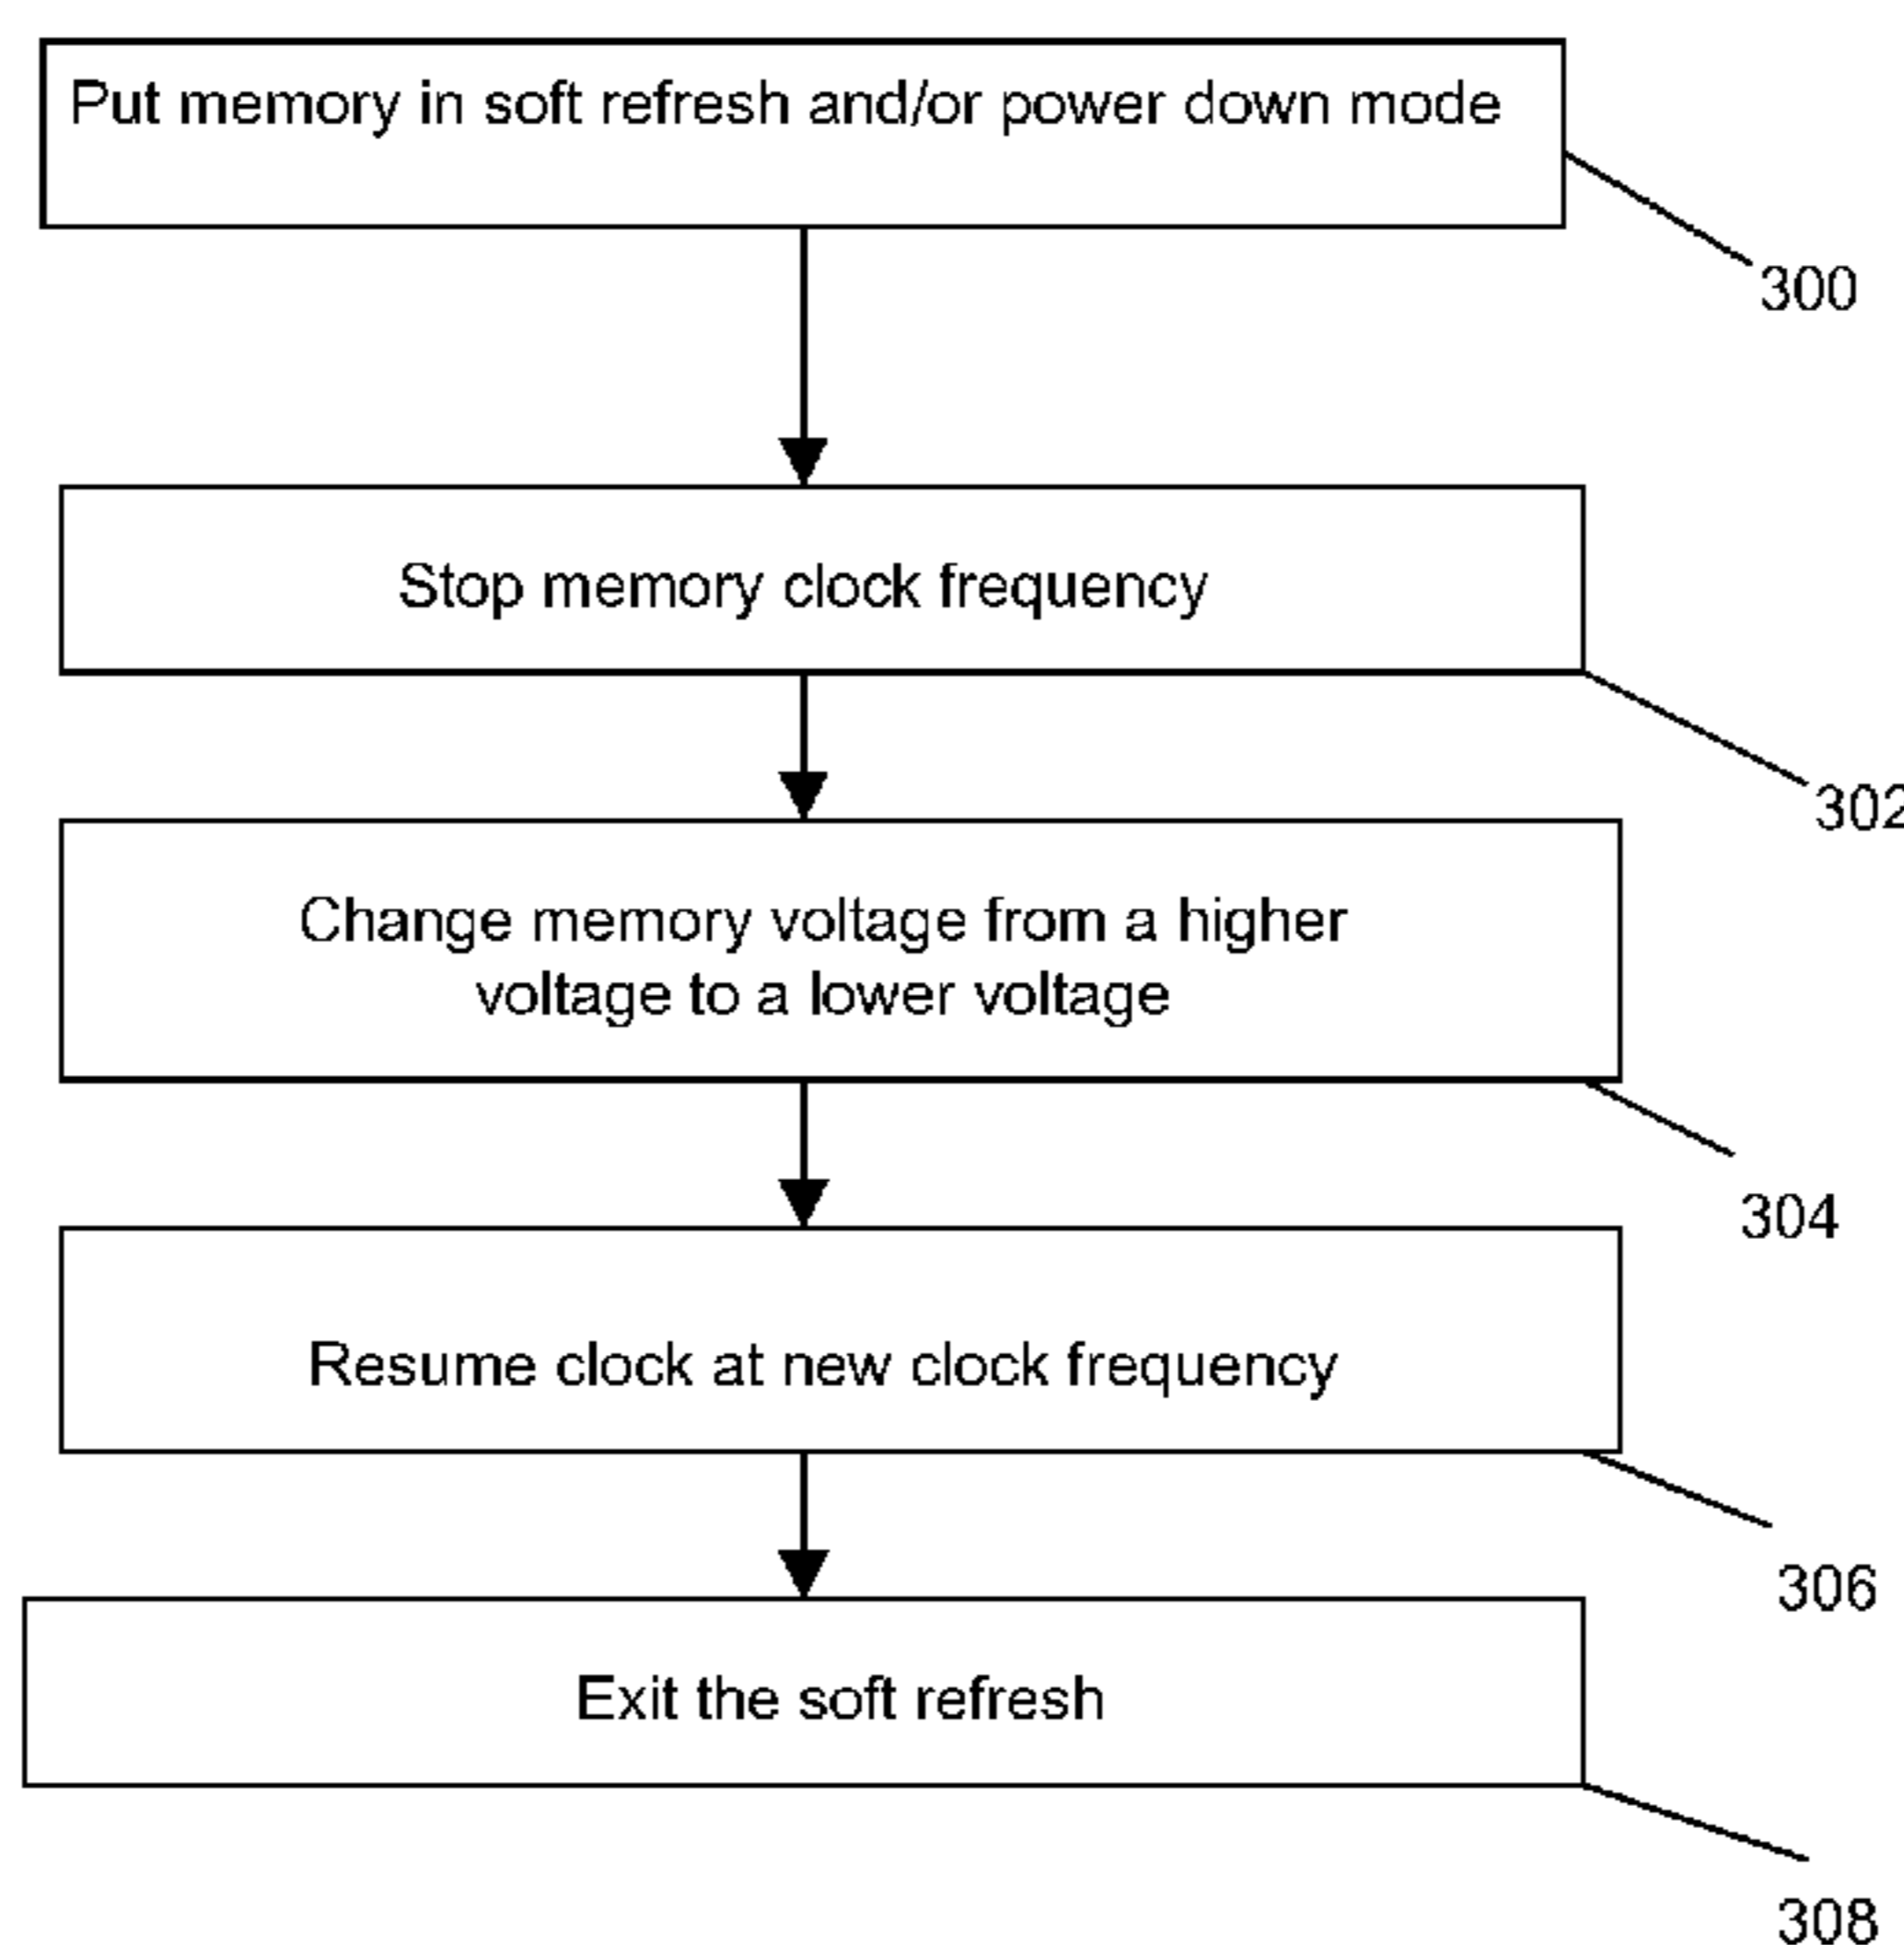 Put memory in soft refresh and/or power down mode
300
Stop memory clock frequency
302
Change memory voltage from a higher
voltage to a lower voltage
304
Resume clock at new clock frequency
306
Exit the soft refresh
308